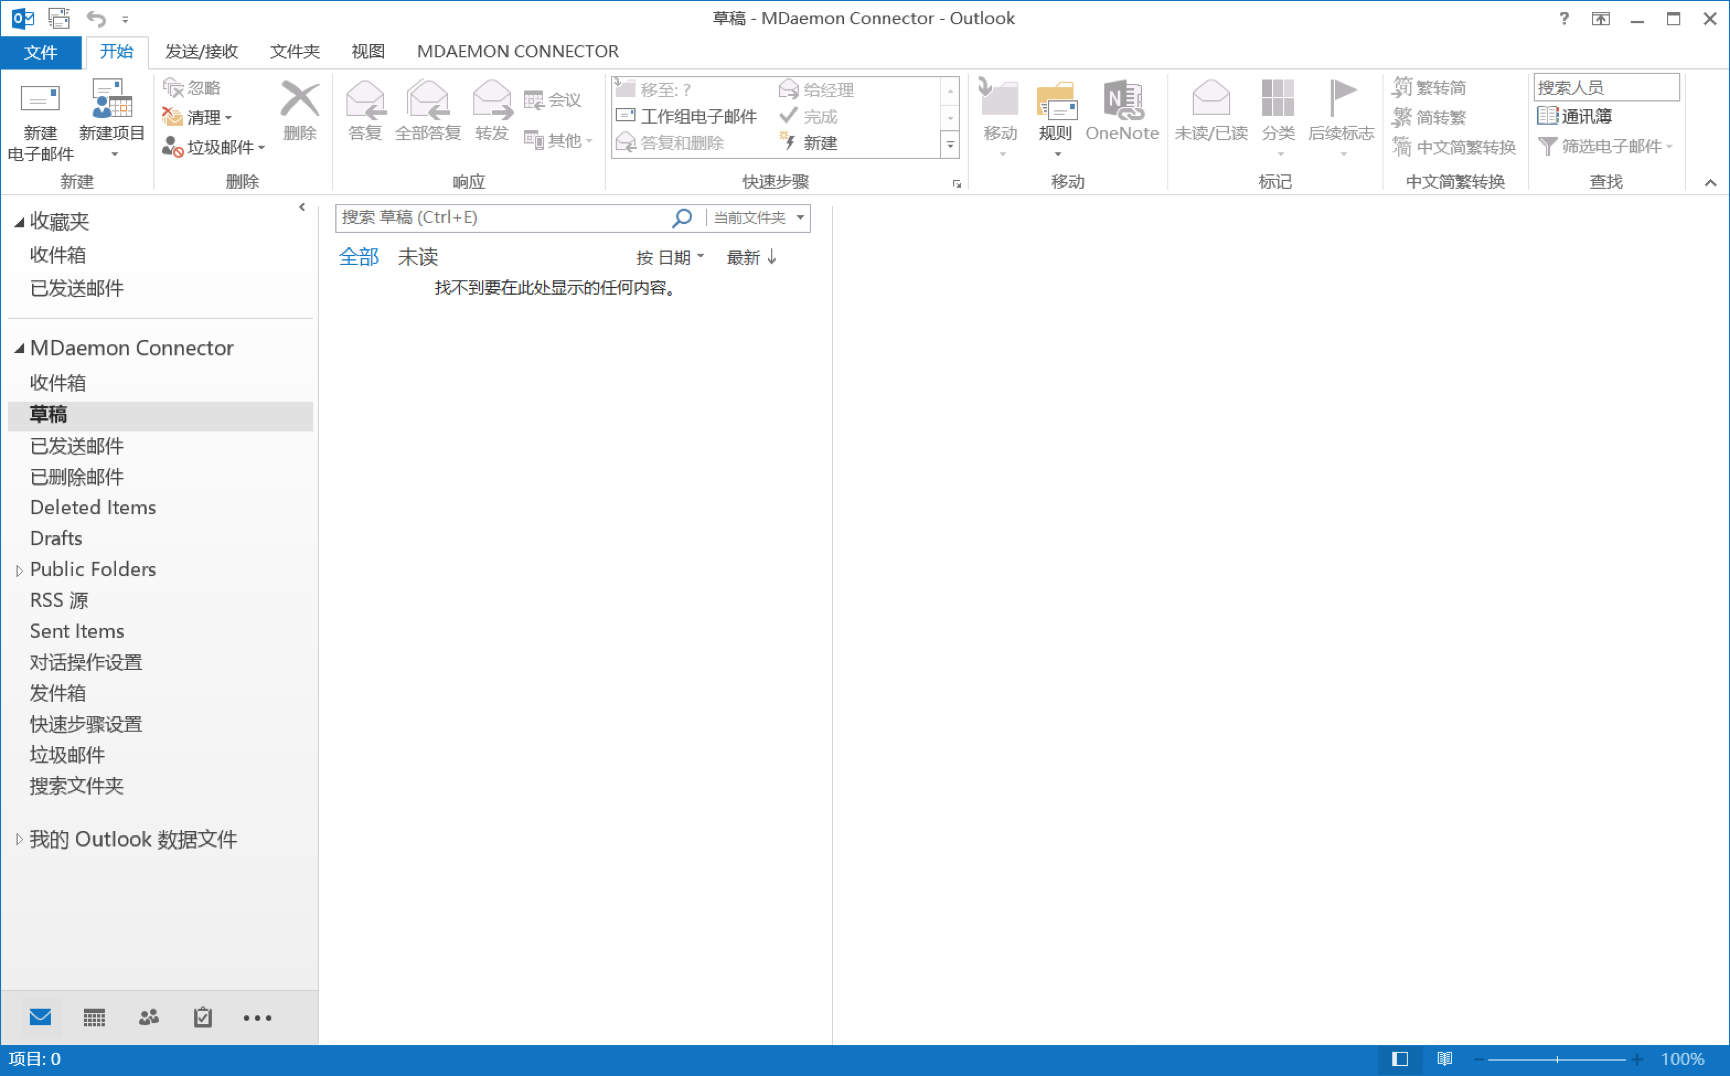 草稿 - MDaemon Connector - Outlook
文件 开始 发送/接收 文件夹 视图 MDAEMON CONNECTOR
新建
电子邮件
新建项目
新建
忽略
清理
垃圾邮件
删除
删除
答复
全部答复
转发
会议
其他
响应
移至: ?
工作组电子邮件
答复和删除
给经理
完成
新建
快速步骤
移动
规则
OneNote
移动
未读/已读
分类
后续标志
标记
繁转简
简转繁
中文简繁转换
中文简繁转换
搜索人员
通讯簿
筛选电子邮件
查找
收藏夹
收件箱
已发送邮件
MDaemon Connector
收件箱
草稿
已发送邮件
已删除邮件
Deleted Items
Drafts
Public Folders
RSS 源
Sent Items
对话操作设置
发件箱
快速步骤设置
垃圾邮件
搜索文件夹
我的 Outlook 数据文件
搜索 草稿 (Ctrl+E) 当前文件夹
全部 未读 按 日期 最新
找不到要在此处显示的任何内容。
项目: 0
100%